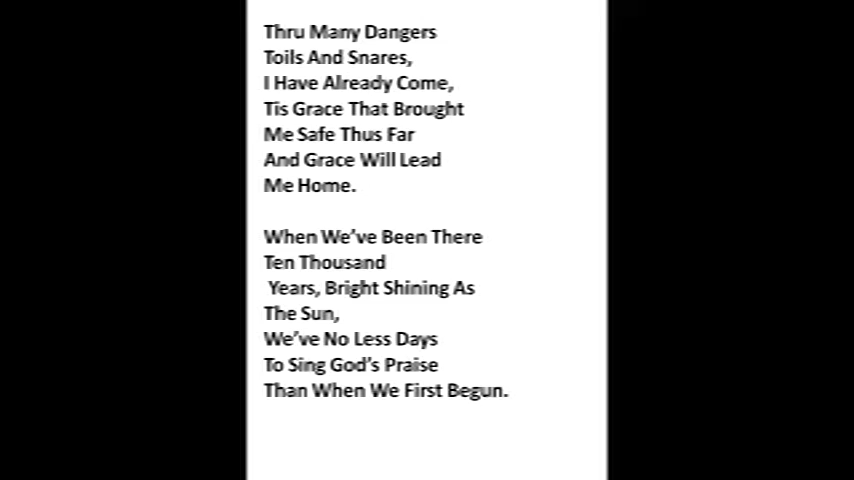 Thru Many Dangers
Toils And Snares,
I Have Already Come,
Tis Grace That Brought
Me Safe Thus Far
And Grace Will Lead
Me Home.
When We've Been There
Ten Thousand
Years, Bright Shining As
The Sun,
We've No Less Days
To Sing God's Praise
Than When We First Begun.